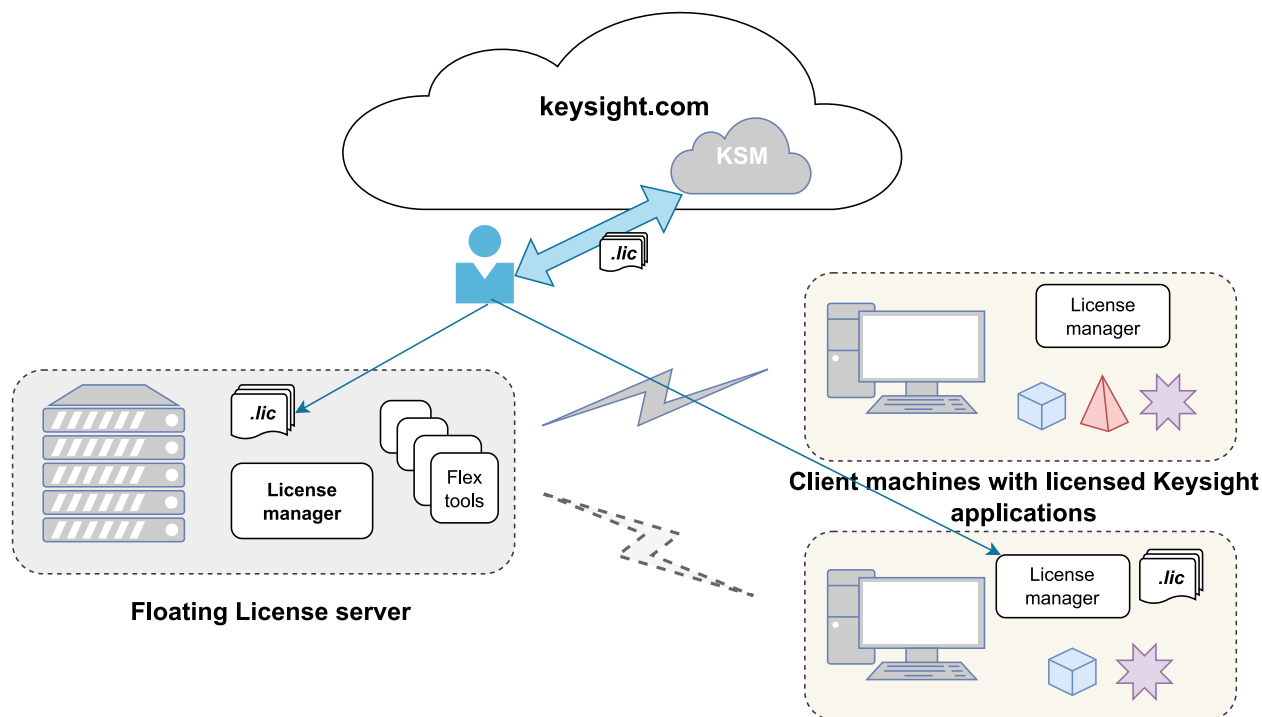 keysight.com
KSM
.lic
License
manager
.lic
License
manager
Flex
tools
Client machines with licensed Keysight
applications
License
manager
.lic
Floating License server